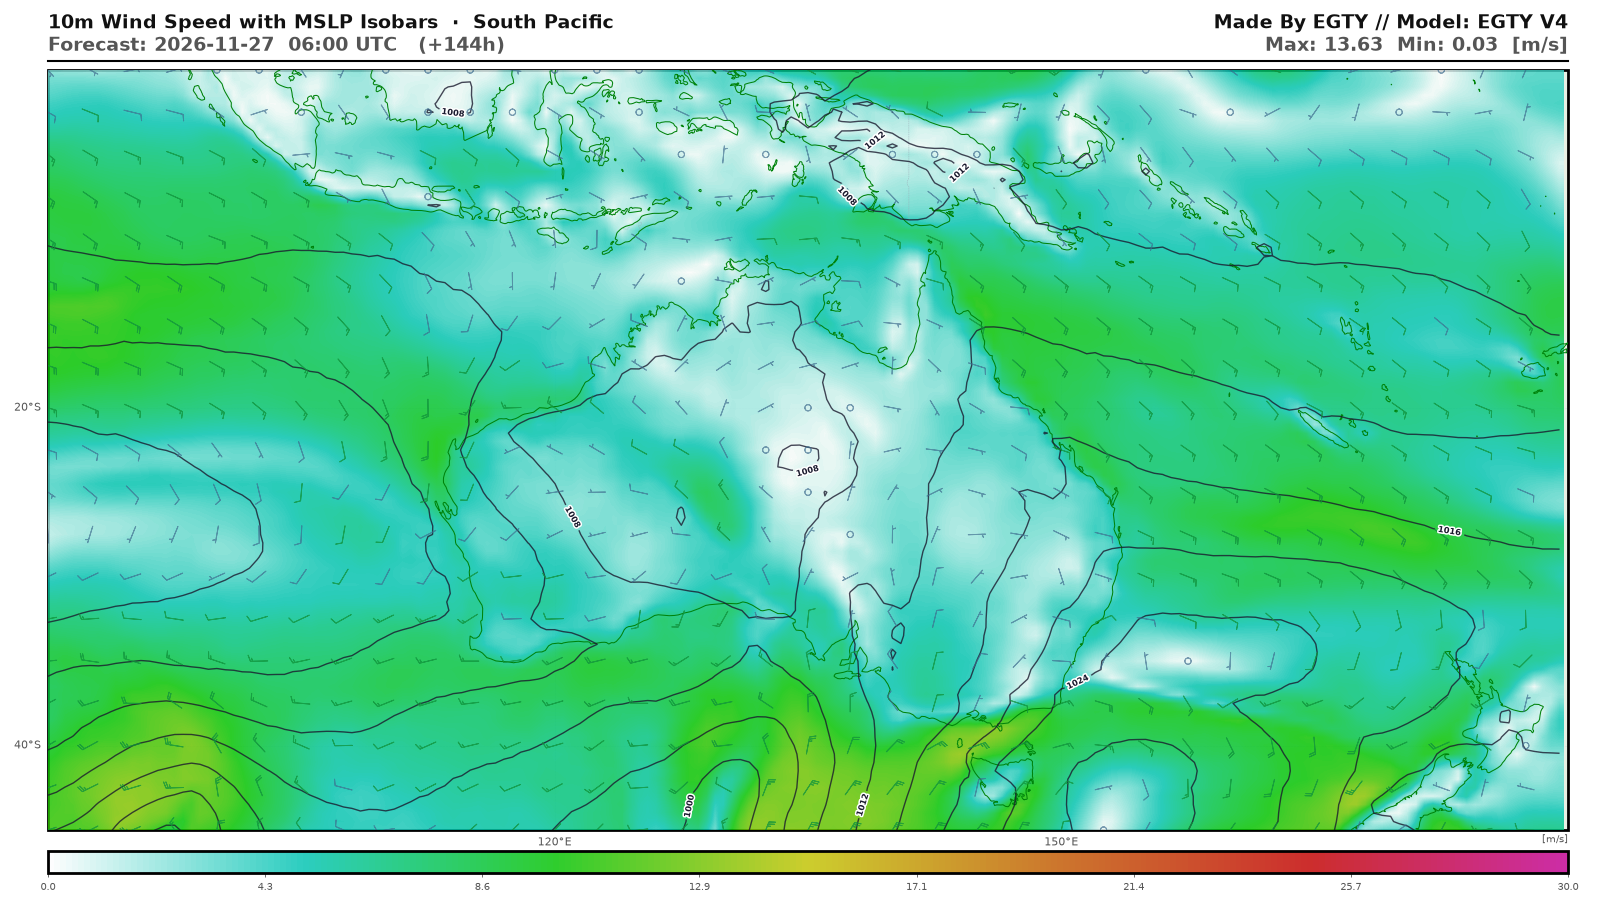 10m Wind Speed with MSLP Isobars · South Pacific
Made By EGTY // Model: EGTY V4
Forecast: 2026-11-27 06:00 UTC (+144h)
Max: 13.63 Min: 0.03 [m/s]
1008
1012
1012
1008
20°S
1008
1008
1016
1024
40°S
1000
1012
120°E
150°E
[m/s]
0.0
4.3
8.6
12.9
17.1
21.4
25.7
30.0